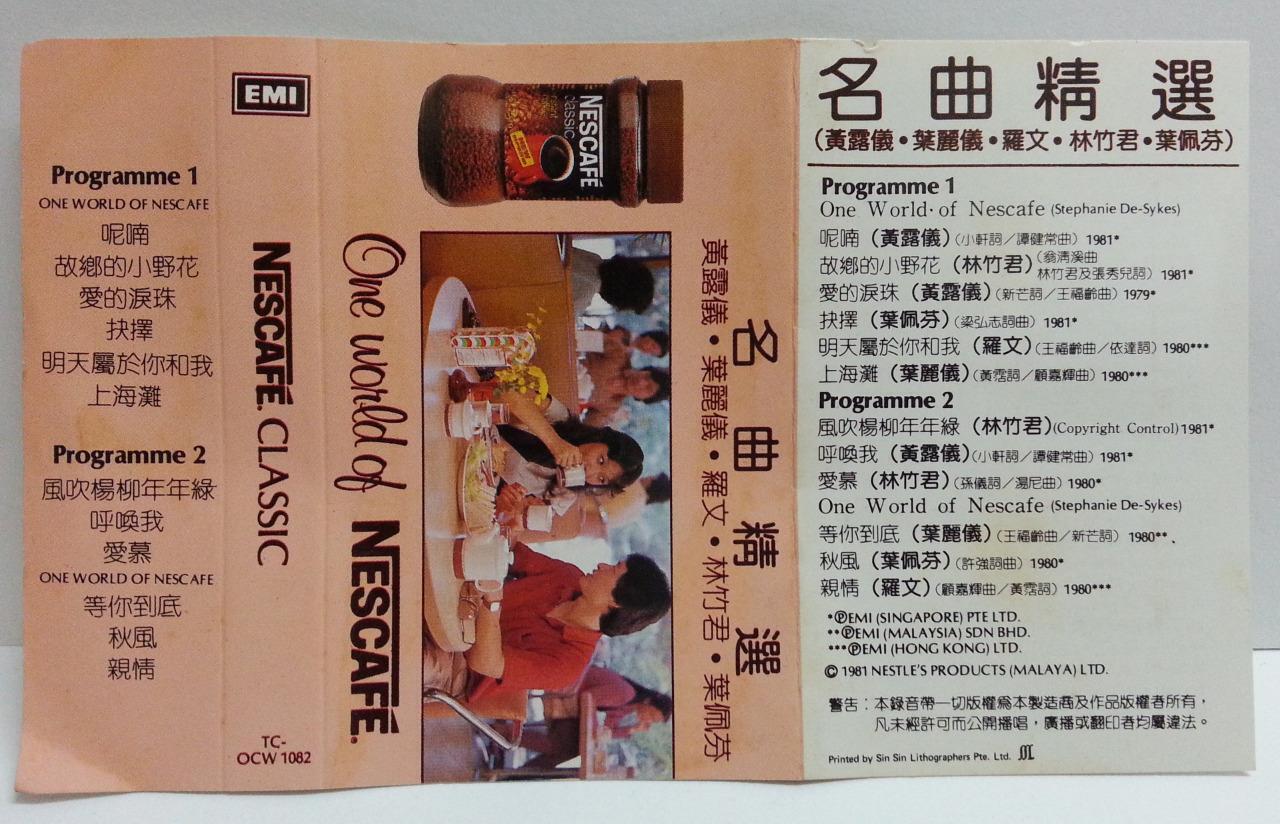 EMI
Programme 1
ONE WORLD OF NESCAFE
呢喃
故鄉的小野花
愛的淚珠
抉擇
明天屬於你和我
上海灘
Programme 2
風吹楊柳年年綠
呼喚我
愛慕
ONE WORLD OF NESCAFE
等你到底
秋風
親情
NESCAFÉ. CLASSIC
TC-
OCW 1082
One world of NESCAFÉ.
NESCAFÉ
classic
名曲精選
黃露儀•葉麗儀•羅文•林竹君•葉佩芬
名曲精選
(黃露儀•葉麗儀•羅文•林竹君•葉佩芬)
Programme 1
One World· of Nescafe (Stephanie De-Sykes)
呢喃(黃露儀)(小軒詞/譚健常曲) 1981*
故鄉的小野花(林竹君)(翁清溪曲
林竹君及張秀兒詞) 1981*
愛的淚珠(黃露儀)(新芒詞/王福齡曲) 1979*
抉擇(葉佩芬)(梁弘志詞曲) 1981*
明天屬於你和我(羅文)(王福齡曲/依達詞) 1980***
上海灘(葉麗儀)(黃霑詞/顧嘉輝曲) 1980***
Programme 2
風吹楊柳年年綠(林竹君)(Copyright Control) 1981*
呼喚我(黃露儀)(小軒詞/譚健常曲) 1981*
愛慕(林竹君)(孫儀詞/湯尼曲) 1980*
One World of Nescafe (Stephanie De-Sykes)
等你到底(葉麗儀)(王福齡曲/新芒詞) 1980**.
秋風(葉佩芬)(許強詞曲) 1980*
親情(羅文)(顧嘉輝曲/黃霑詞) 1980***
*ⓅEMI (SINGAPORE) PTE LTD.
**ⓅEMI (MALAYSIA) SDN BHD.
***ⓅEMI (HONG KONG) LTD.
© 1981 NESTLE'S PRODUCTS (MALAYA) LTD.
警告:本錄音帶一切版權爲本製造商及作品版權者所有,
凡未經許可而公開播唱,廣播或翻印者均屬違法。
Printed by Sin Sin Lithographers Pte. Ltd.